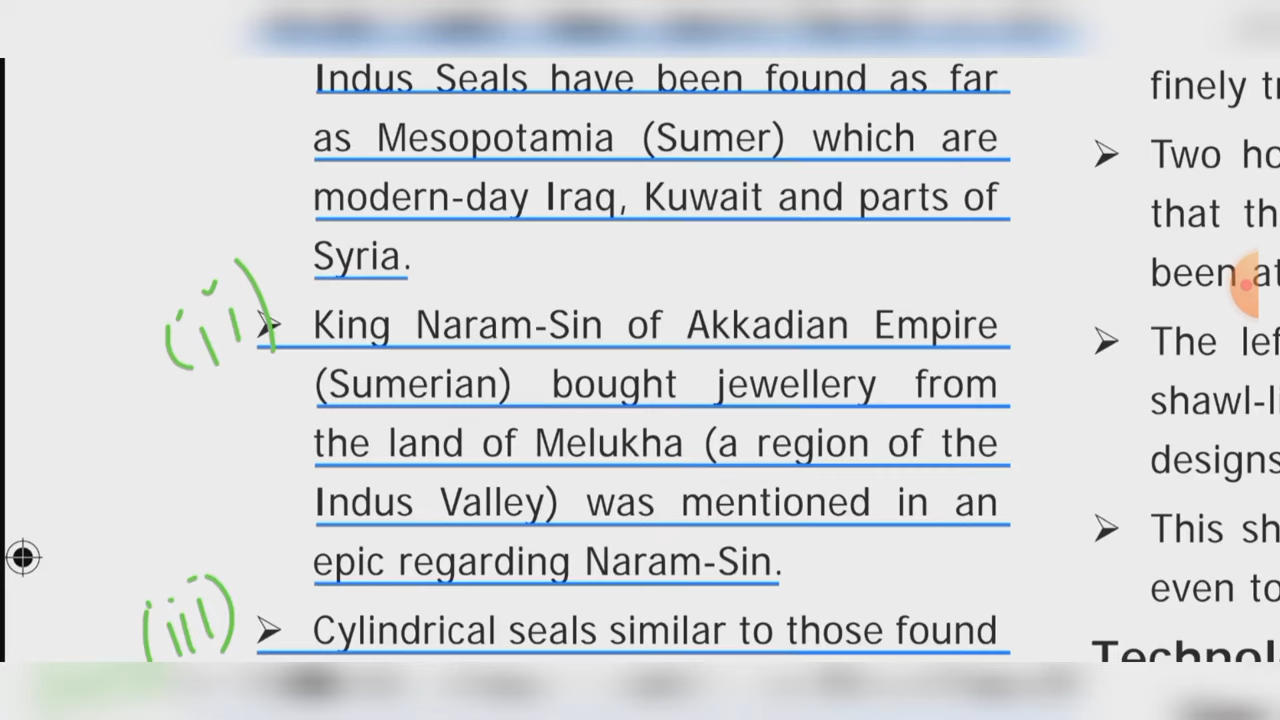 Indus Seals have been found as far
as Mesopotamia (Sumer) which are
modern-day Iraq, Kuwait and parts of
Syria.
(ii)
➢ King Naram-Sin of Akkadian Empire
(Sumerian) bought jewellery from
the land of Melukha (a region of the
Indus Valley) was mentioned in an
epic regarding Naram-Sin.
(iii)
➢ Cylindrical seals similar to those found
finely
➢ Two
that
been
➢ The
shawl-
designs
➢ This
even